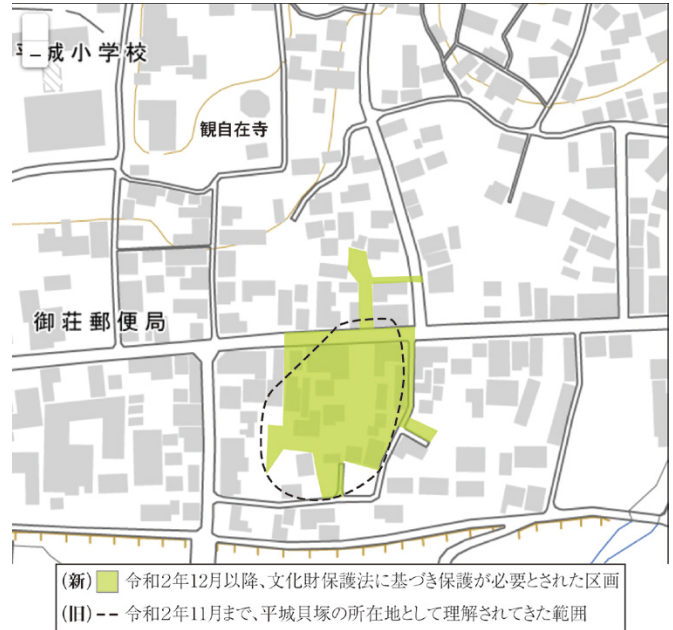 平城小学校
−
観自在寺
御荘郵便局
(新) 令和2年12月以降、文化財保護法に基づき保護が必要とされた区画
(旧) 令和2年11月まで、平城貝塚の所在地として理解されてきた範囲